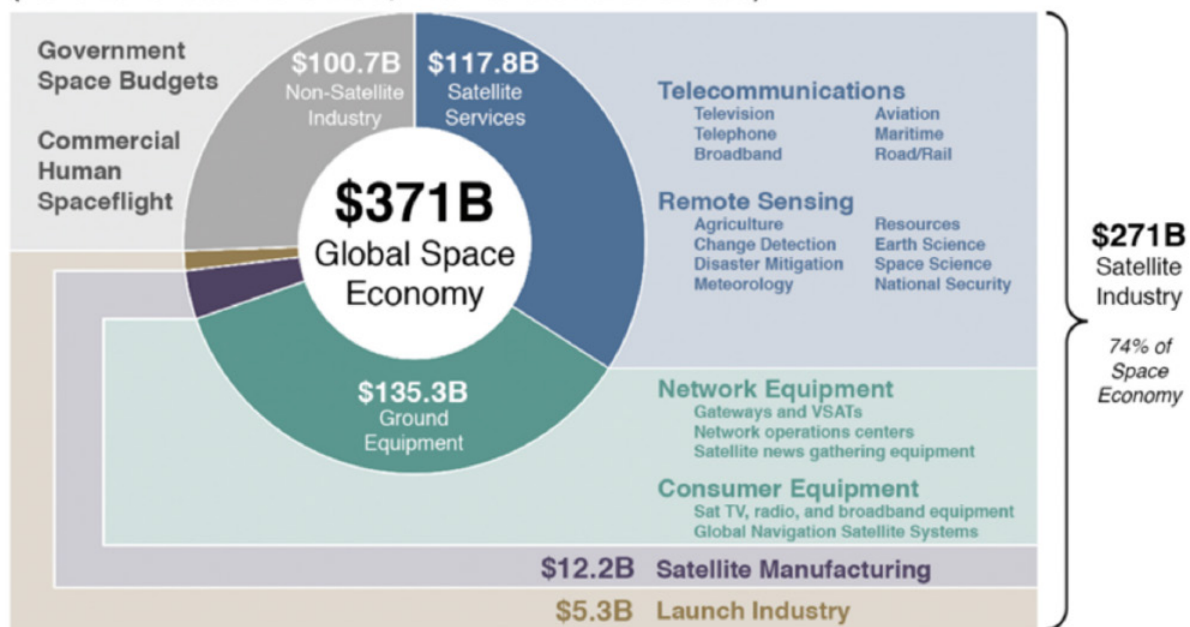 Government
Space Budgets
Commercial
Human
Spaceflight
$100.7B
Non-Satellite
Industry
$117.8B
Satellite
Services
$371B
Global Space
Economy
$135.3B
Ground
Equipment
Telecommunications
Television
Telephone
Broadband
Aviation
Maritime
Road/Rail
Remote Sensing
Agriculture
Change Detection
Disaster Mitigation
Meteorology
Resources
Earth Science
Space Science
National Security
Network Equipment
Gateways and VSATs
Network operations centers
Satellite news gathering equipment
Consumer Equipment
Sat TV, radio, and broadband equipment
Global Navigation Satellite Systems
$12.2B Satellite Manufacturing
$5.3B Launch Industry
$271B
Satellite
Industry
74% of
Space
Economy